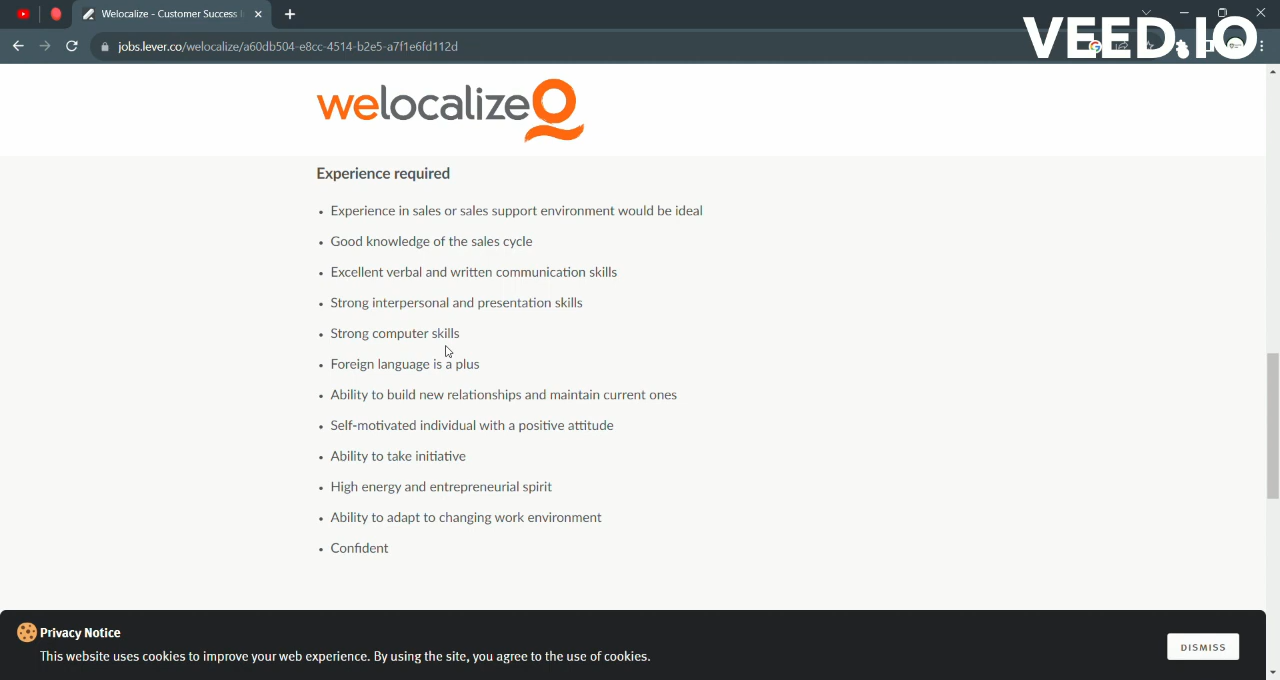 Welocalize - Customer Success I
VEED.IO
jobs.lever.co/welocalize/a60db504-e8cc-4514-b2e5-a7f1e6fd112d
welocalize
Experience required
• Experience in sales or sales support environment would be ideal
• Good knowledge of the sales cycle
• Excellent verbal and written communication skills
• Strong interpersonal and presentation skills
• Strong computer skills
• Foreign language is a plus
• Ability to build new relationships and maintain current ones
• Self-motivated individual with a positive attitude
• Ability to take initiative
• High energy and entrepreneurial spirit
• Ability to adapt to changing work environment
• Confident
Privacy Notice
This website uses cookies to improve your web experience. By using the site, you agree to the use of cookies.
DISMISS